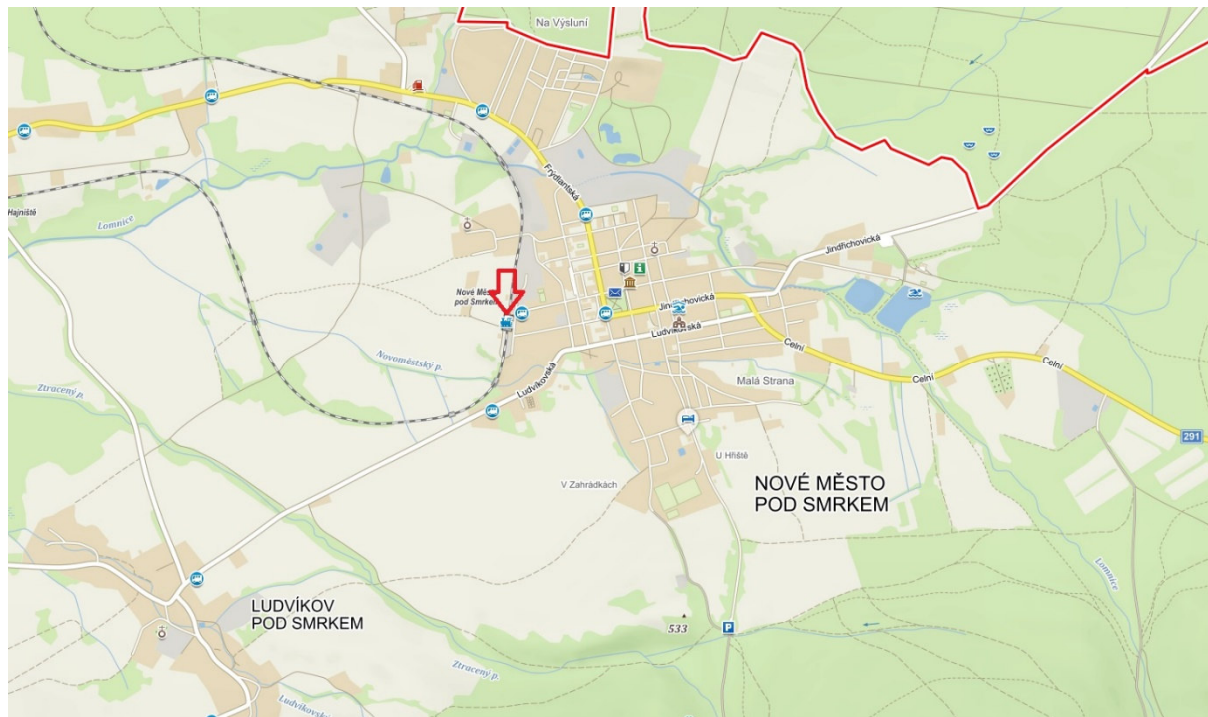 Na Výsluní
Frýdlantská
Hajniště
Lomnice
Jindřichovická
Nové Mě
pod Smrkem
Jindřichovická
Ludvíkovská
Celní
Celní
Celní
Novoměstský p.
Ztracený p.
Ludvíkovská
Malá Strana
291
U Hřiště
V Zahrádkách
NOVÉ MĚSTO
POD SMRKEM
Lomnice
LUDVÍKOV
POD SMRKEM
533
P
Ztracený p.